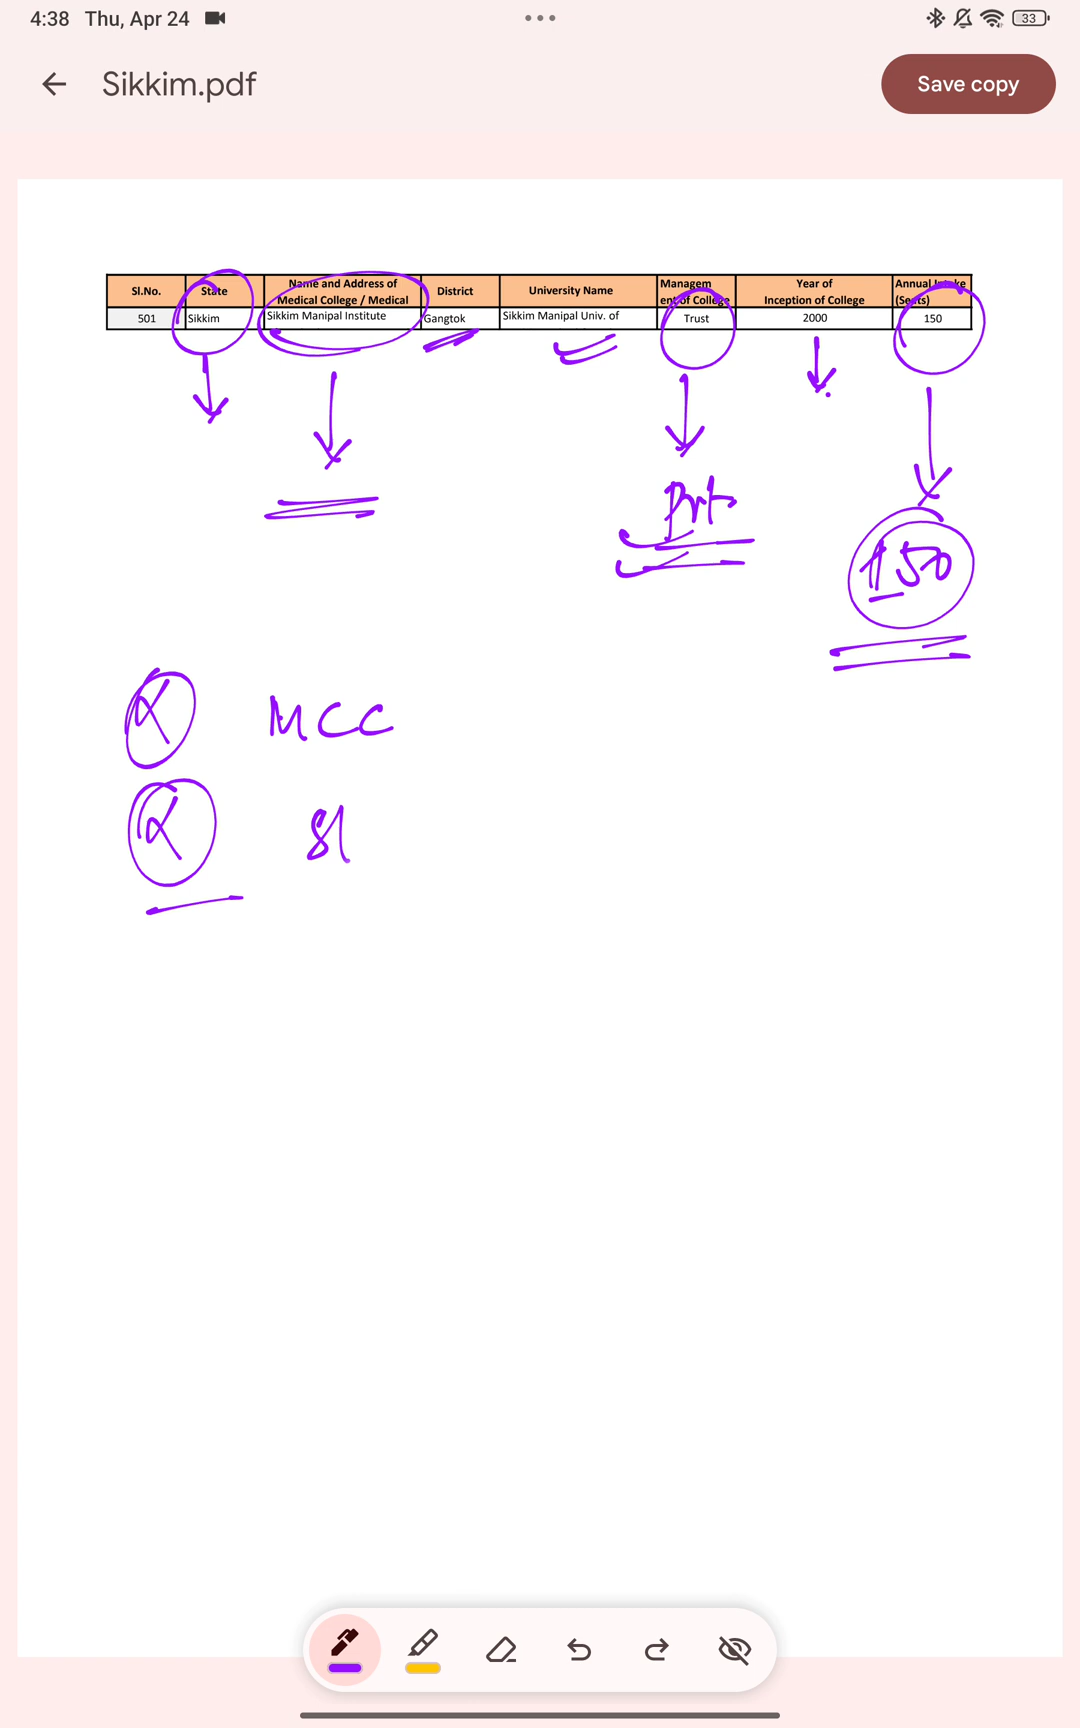 4:38 Thu, Apr 24 33
Sikkim.pdf Save copy
Sl.No. State Name and Address of Medical College / Medical District University Name Managem ent of College Year of Inception of College Annual Intake (Seats)
501 Sikkim Sikkim Manipal Institute Gangtok Sikkim Manipal Univ. of Trust 2000 150
150
MCC